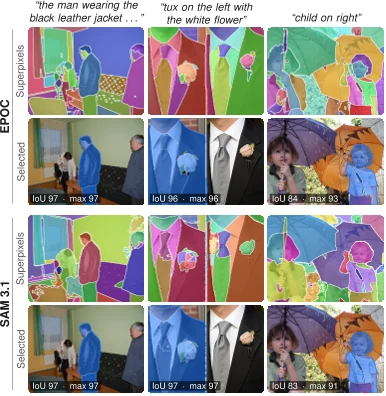 "the man wearing the
black leather jacket . . ."
"tux on the left with
the white flower"
"child on right"
EPOC
Superpixels
Selected
IoU 97 · max 97
IoU 96 · max 96
IoU 84 · max 93
SAM 3.1
Superpixels
Selected
IoU 97 · max 97
IoU 97 · max 97
IoU 83 · max 91